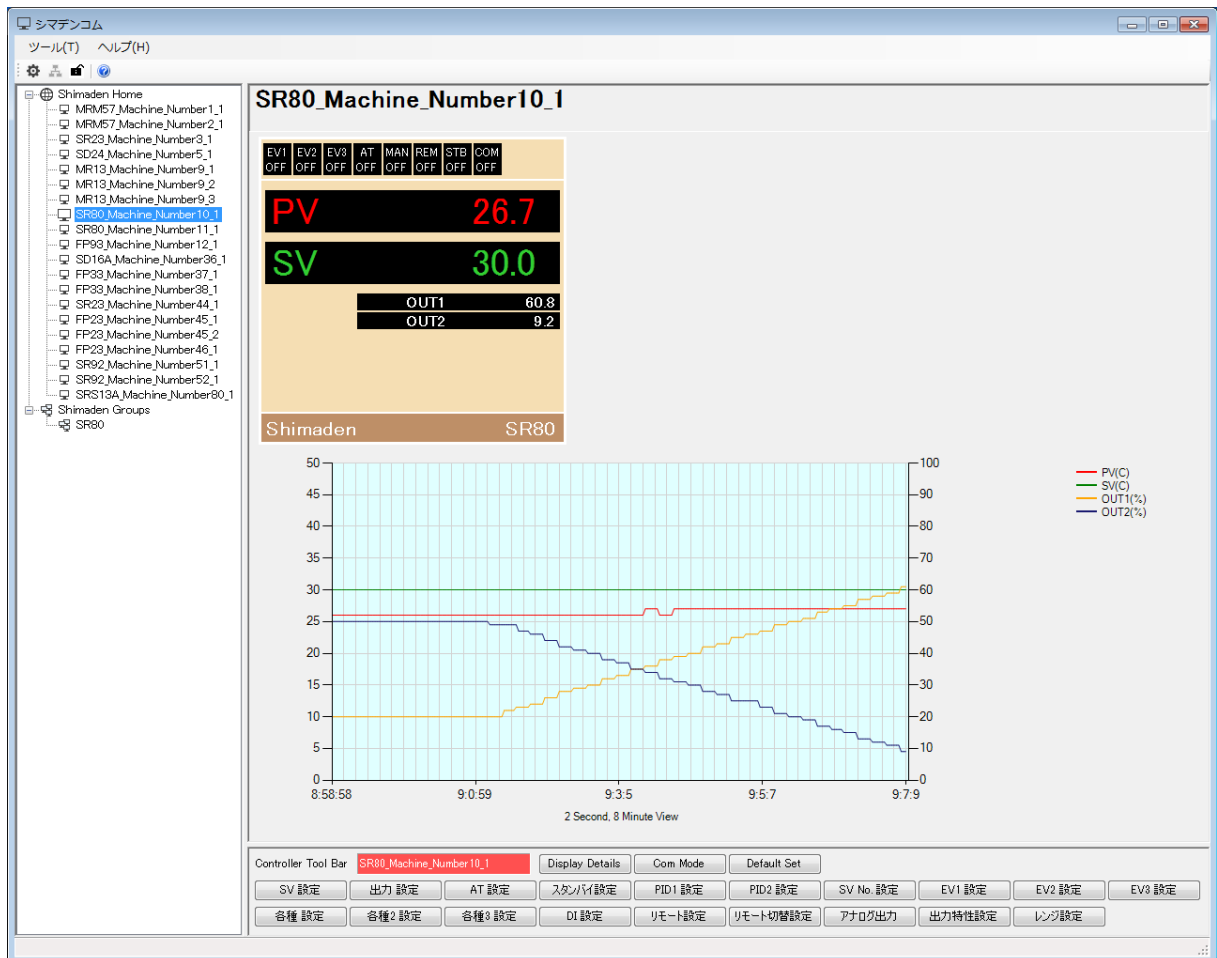 シマデンコム
ツール(T) ヘルプ(H)
Shimaden Home
MRM57_Machine_Number1_1
MRM57_Machine_Number2_1
SR23_Machine_Number3_1
SD24_Machine_Number5_1
MR13_Machine_Number9_1
MR13_Machine_Number9_2
MR13_Machine_Number9_3
SR80_Machine_Number10_1
SR80_Machine_Number11_1
FP93_Machine_Number12_1
SD16A_Machine_Number36_1
FP33_Machine_Number37_1
FP33_Machine_Number38_1
SR23_Machine_Number44_1
FP23_Machine_Number45_1
FP23_Machine_Number45_2
FP23_Machine_Number46_1
SR92_Machine_Number51_1
SR92_Machine_Number52_1
SRS13A_Machine_Number80_1
Shimaden Groups
SR80
SR80_Machine_Number10_1
EV1 EV2 EV3 AT MAN REM STB COM
OFF OFF OFF OFF OFF OFF OFF OFF
PV 26.7
SV 30.0
OUT1 60.8
OUT2 9.2
Shimaden SR80
50 100
45 90
40 80
35 70
30 60
25 50
20 40
15 30
10 20
5 10
0 0
8:58:58 9:0:59 9:3:5 9:5:7 9:7:9
2 Second, 8 Minute View
PV(C)
SV(C)
OUT1(%)
OUT2(%)
Controller Tool Bar SR80_Machine_Number10_1 Display Details Com Mode Default Set
SV 設定 出力 設定 AT 設定 スタンバイ設定 PID1 設定 PID2 設定 SV No. 設定 EV1 設定 EV2 設定 EV3 設定
各種 設定 各種2 設定 各種3 設定 DI 設定 リモート設定 リモート切替設定 アナログ出力 出力特性設定 レンジ設定